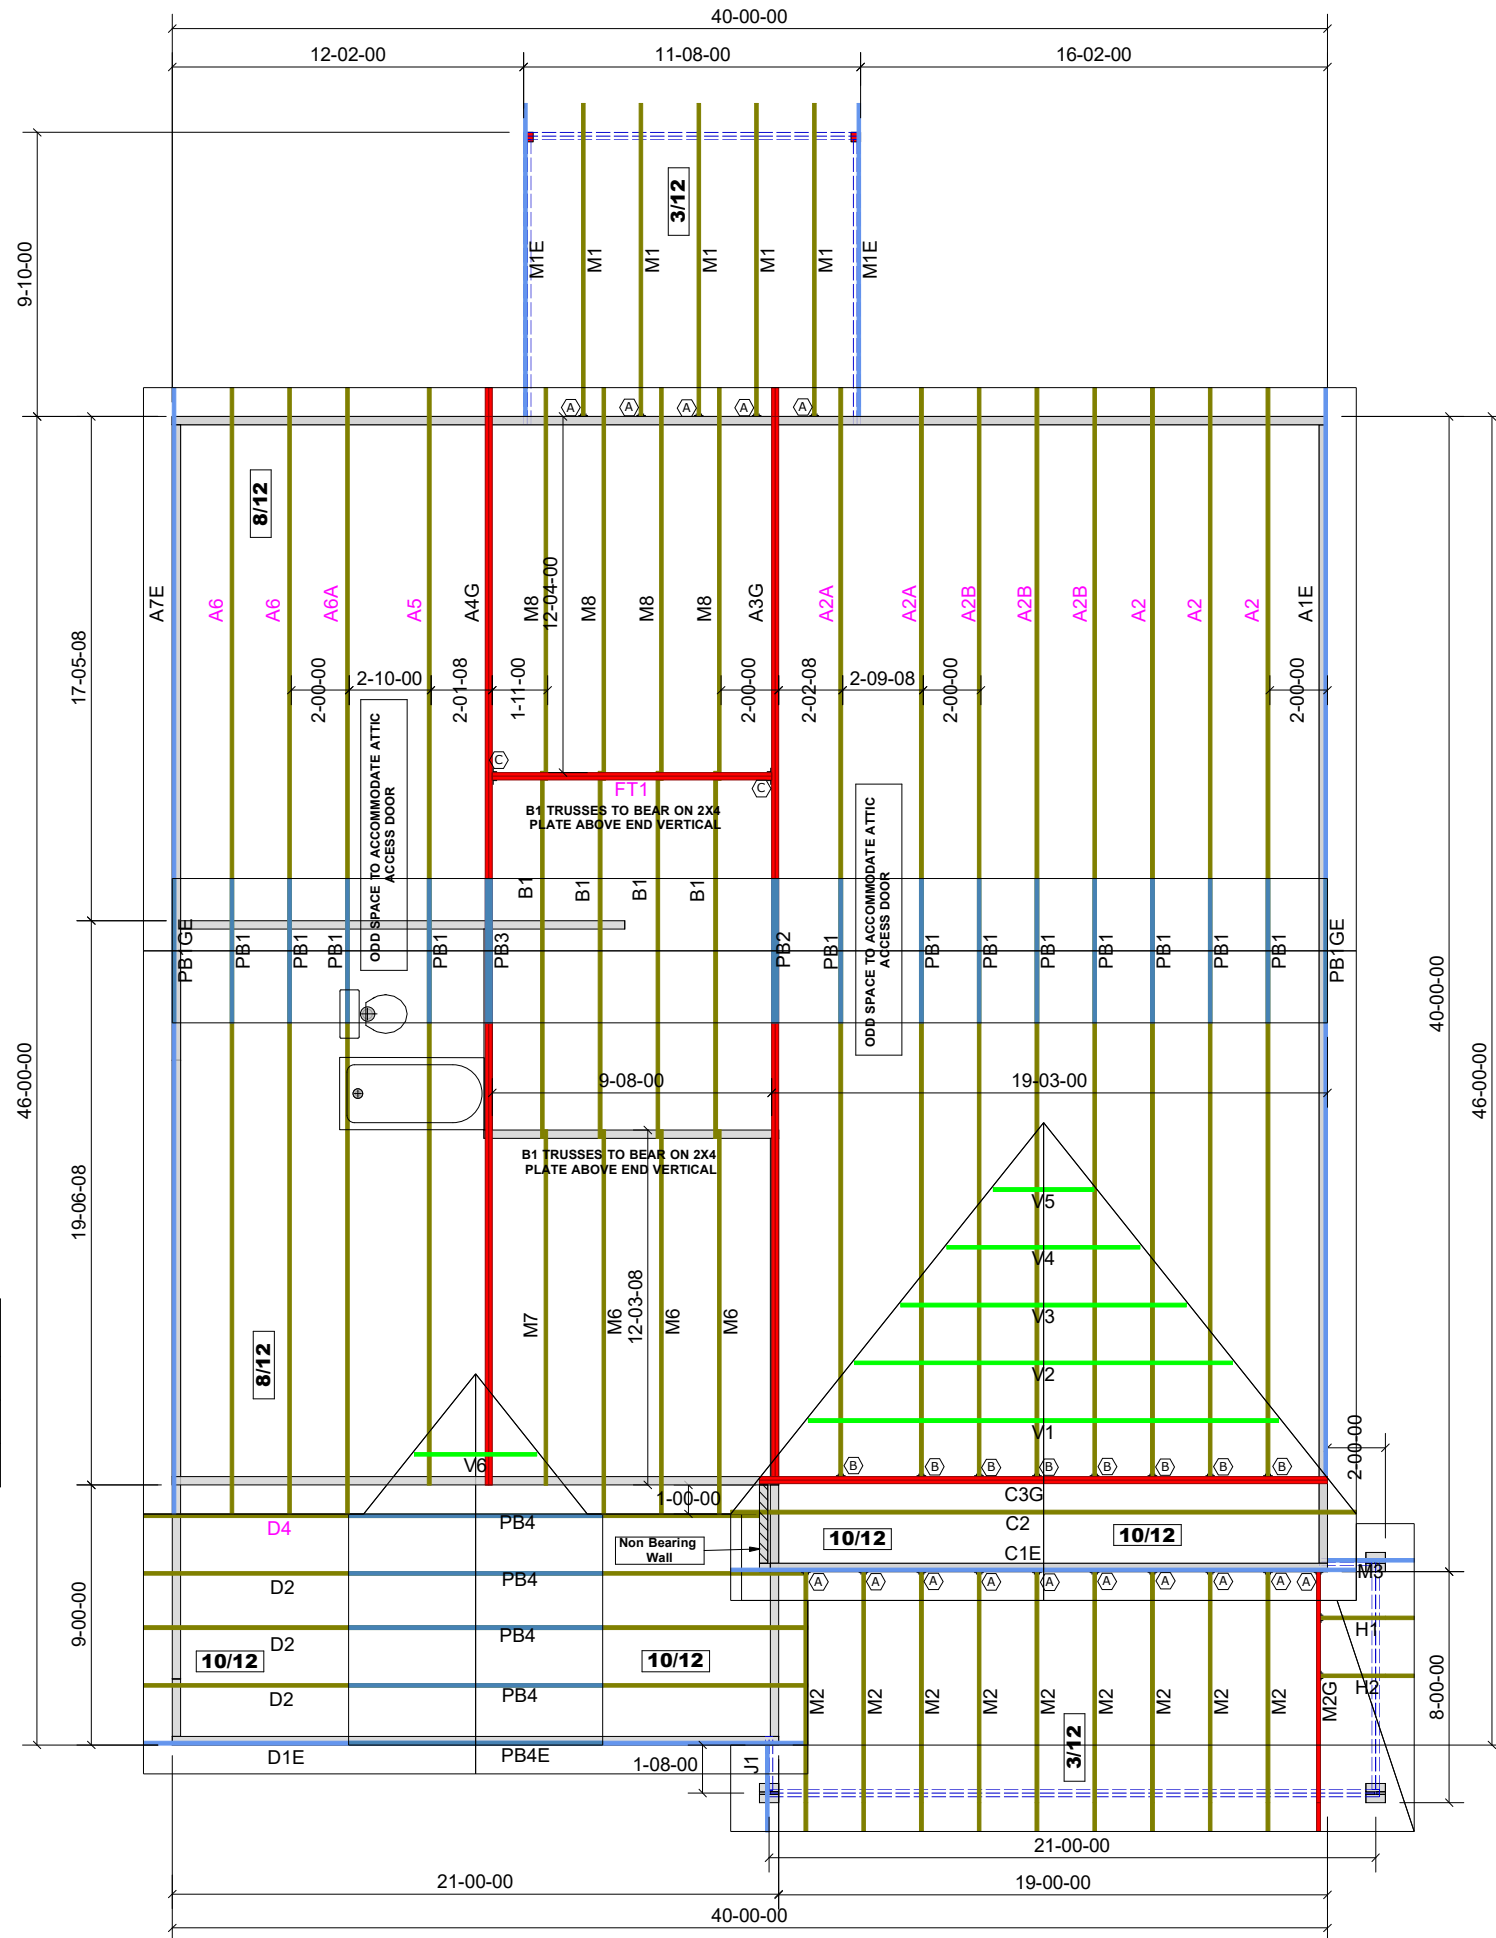 40-00-00
12-02-00
11-08-00
16-02-00
9-10-00
3/12
M1E
M1
M1
M1
M1
M1
M1E
A
A
A
A
A
8/12
17-05-08
A7E
A6
A6
A6A
A5
A4G
M8
12-04-00
M8
M8
M8
A3G
A2A
A2A
A2B
A2B
A2B
A2
A2
A2
A1E
2-00-00
2-10-00
2-01-08
1-11-00
2-00-00
2-02-08
2-09-08
2-00-00
2-00-00
ODD SPACE TO ACCOMMODATE ATTIC
ACCESS DOOR
C
FT1
C
B1 TRUSSES TO BEAR ON 2X4
PLATE ABOVE END VERTICAL
ODD SPACE TO ACCOMMODATE ATTIC
ACCESS DOOR
B1
B1
B1
B1
PB1GE
PB1
PB1
PB1
PB1
PB3
PB2
PB1
PB1
PB1
PB1
PB1
PB1
PB1
PB1
PB1GE
40-00-00
46-00-00
46-00-00
9-08-00
19-03-00
B1 TRUSSES TO BEAR ON 2X4
PLATE ABOVE END VERTICAL
19-06-08
V5
V4
V3
V2
V1
8/12
M7
M6
12-03-08
M6
M6
V6
B
B
B
B
B
B
B
B
2-00-00
1-00-00
C3G
C2
C1E
10/12
10/12
Non Bearing
Wall
D4
PB4
D2
PB4
D2
PB4
D2
PB4
D1E
PB4E
10/12
10/12
9-00-00
A
A
A
A
A
A
A
A
A
A
M3
H1
H2
M2
M2
M2
M2
M2
M2
M2
M2
M2
M2G
3/12
8-00-00
1-08-00
J1
21-00-00
21-00-00
19-00-00
40-00-00